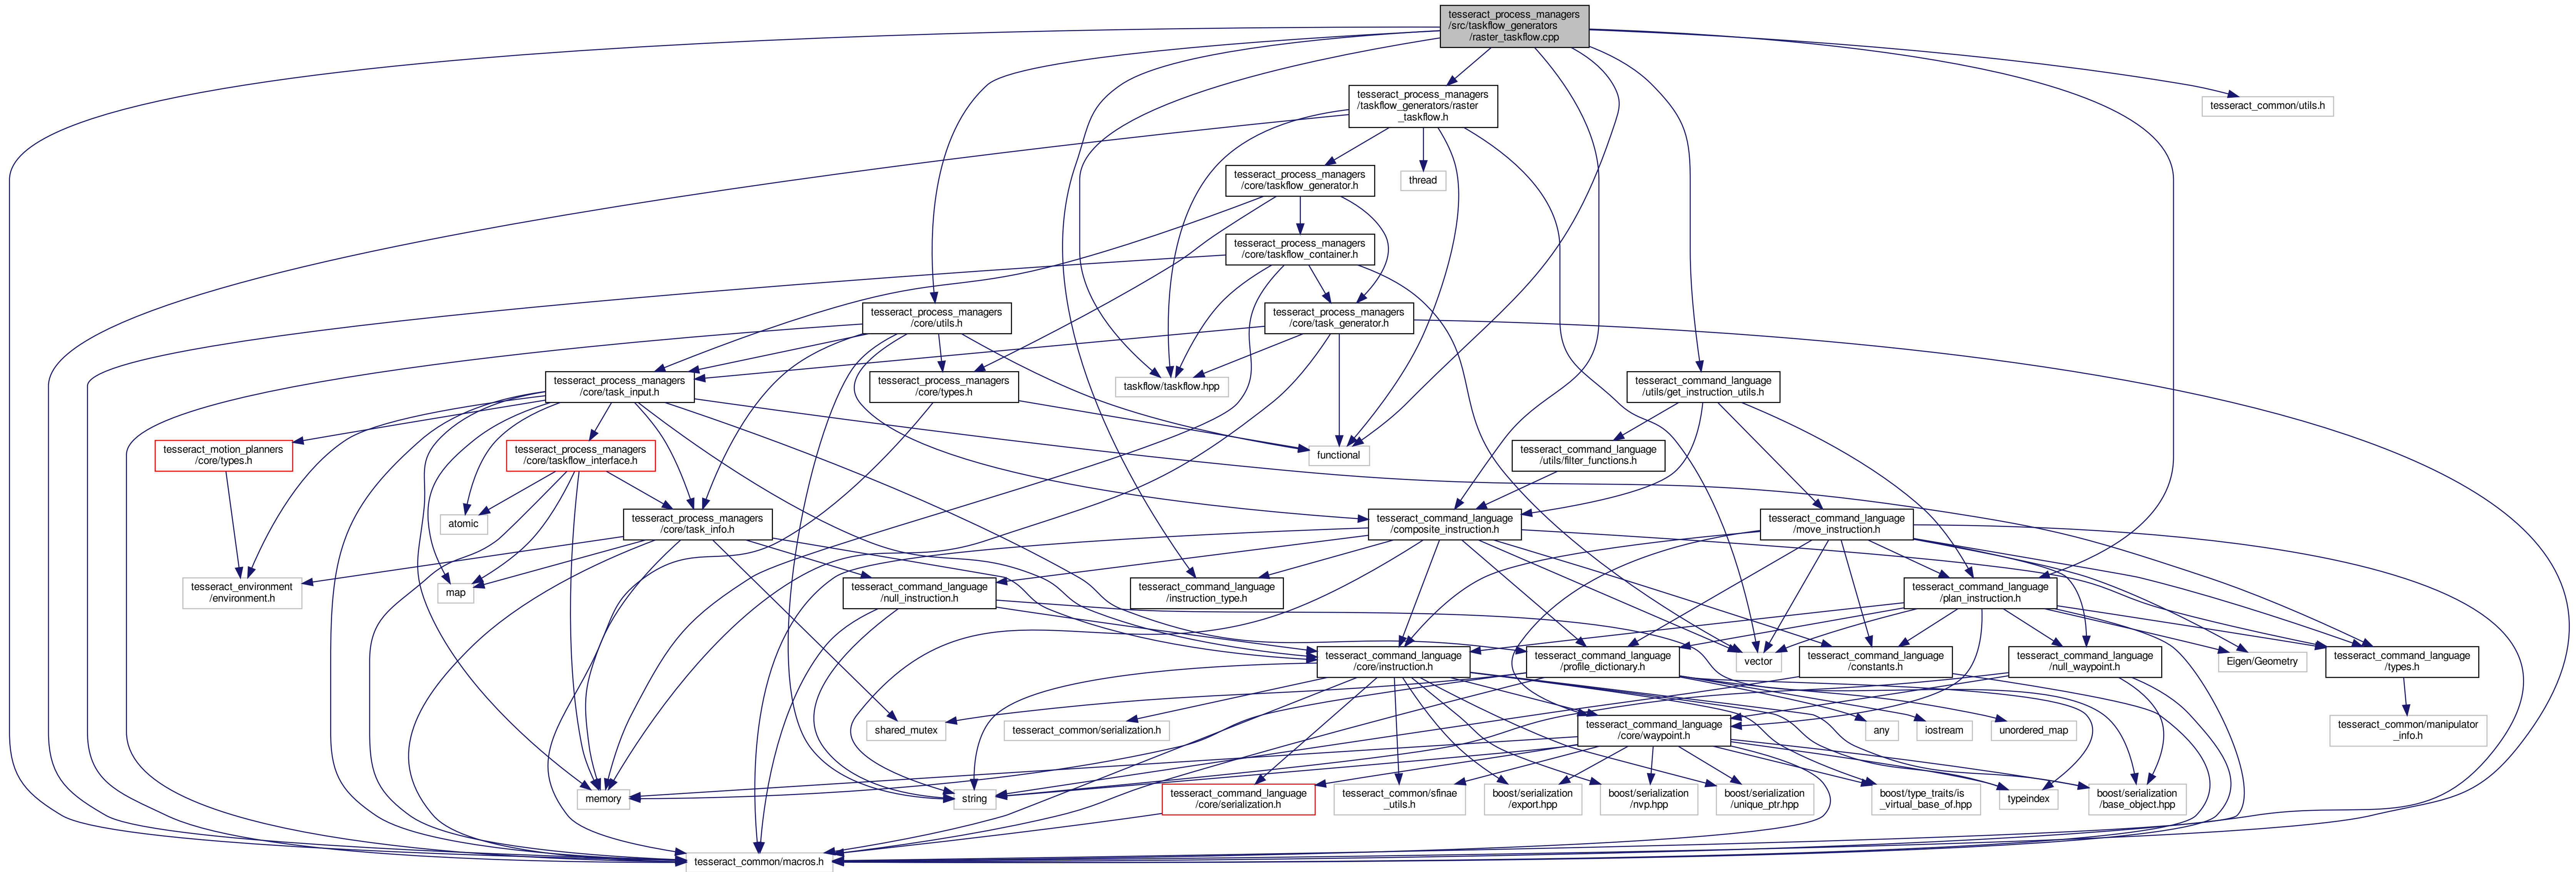 tesseract_process_managers
/src/taskflow_generators
/raster_taskflow.cpp
tesseract_process_managers
/taskflow_generators/raster
_taskflow.h
tesseract_common/utils.h
tesseract_process_managers
/core/taskflow_generator.h
thread
tesseract_process_managers
/core/taskflow_container.h
tesseract_process_managers
/core/utils.h
tesseract_process_managers
/core/task_generator.h
tesseract_process_managers
/core/task_input.h
tesseract_process_managers
/core/types.h
taskflow/taskflow.hpp
tesseract_command_language
/utils/get_instruction_utils.h
tesseract_motion_planners
/core/types.h
tesseract_process_managers
/core/taskflow_interface.h
functional
tesseract_command_language
/utils/filter_functions.h
atomic
tesseract_process_managers
/core/task_info.h
tesseract_command_language
/composite_instruction.h
tesseract_command_language
/move_instruction.h
tesseract_environment
/environment.h
map
tesseract_command_language
/null_instruction.h
tesseract_command_language
/instruction_type.h
tesseract_command_language
/plan_instruction.h
tesseract_command_language
/core/instruction.h
tesseract_command_language
/profile_dictionary.h
vector
tesseract_command_language
/constants.h
tesseract_command_language
/null_waypoint.h
Eigen/Geometry
tesseract_command_language
/types.h
shared_mutex
tesseract_common/serialization.h
tesseract_command_language
/core/waypoint.h
any
iostream
unordered_map
tesseract_common/manipulator
_info.h
memory
string
tesseract_command_language
/core/serialization.h
tesseract_common/sfinae
_utils.h
boost/serialization
/export.hpp
boost/serialization
/nvp.hpp
boost/serialization
/unique_ptr.hpp
boost/type_traits/is
_virtual_base_of.hpp
typeindex
boost/serialization
/base_object.hpp
tesseract_common/macros.h